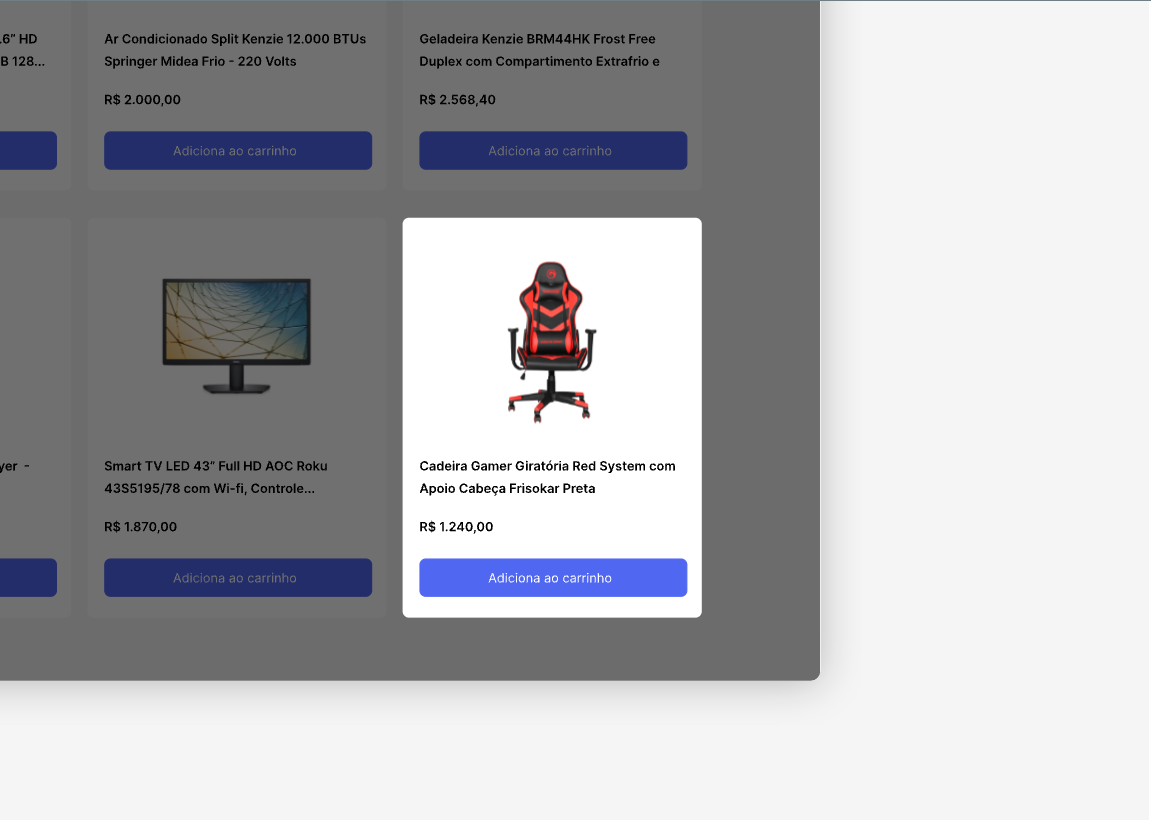 .6” HD
B 128...
Ar Condicionado Split Kenzie 12.000 BTUs
Springer Midea Frio - 220 Volts
R$ 2.000,00
Adiciona ao carrinho
Geladeira Kenzie BRM44HK Frost Free
Duplex com Compartimento Extrafrio e
R$ 2.568,40
Adiciona ao carrinho
yer -
Smart TV LED 43” Full HD AOC Roku
43S5195/78 com Wi-fi, Controle...
R$ 1.870,00
Adiciona ao carrinho
Cadeira Gamer Giratória Red System com
Apoio Cabeça Frisokar Preta
R$ 1.240,00
Adiciona ao carrinho